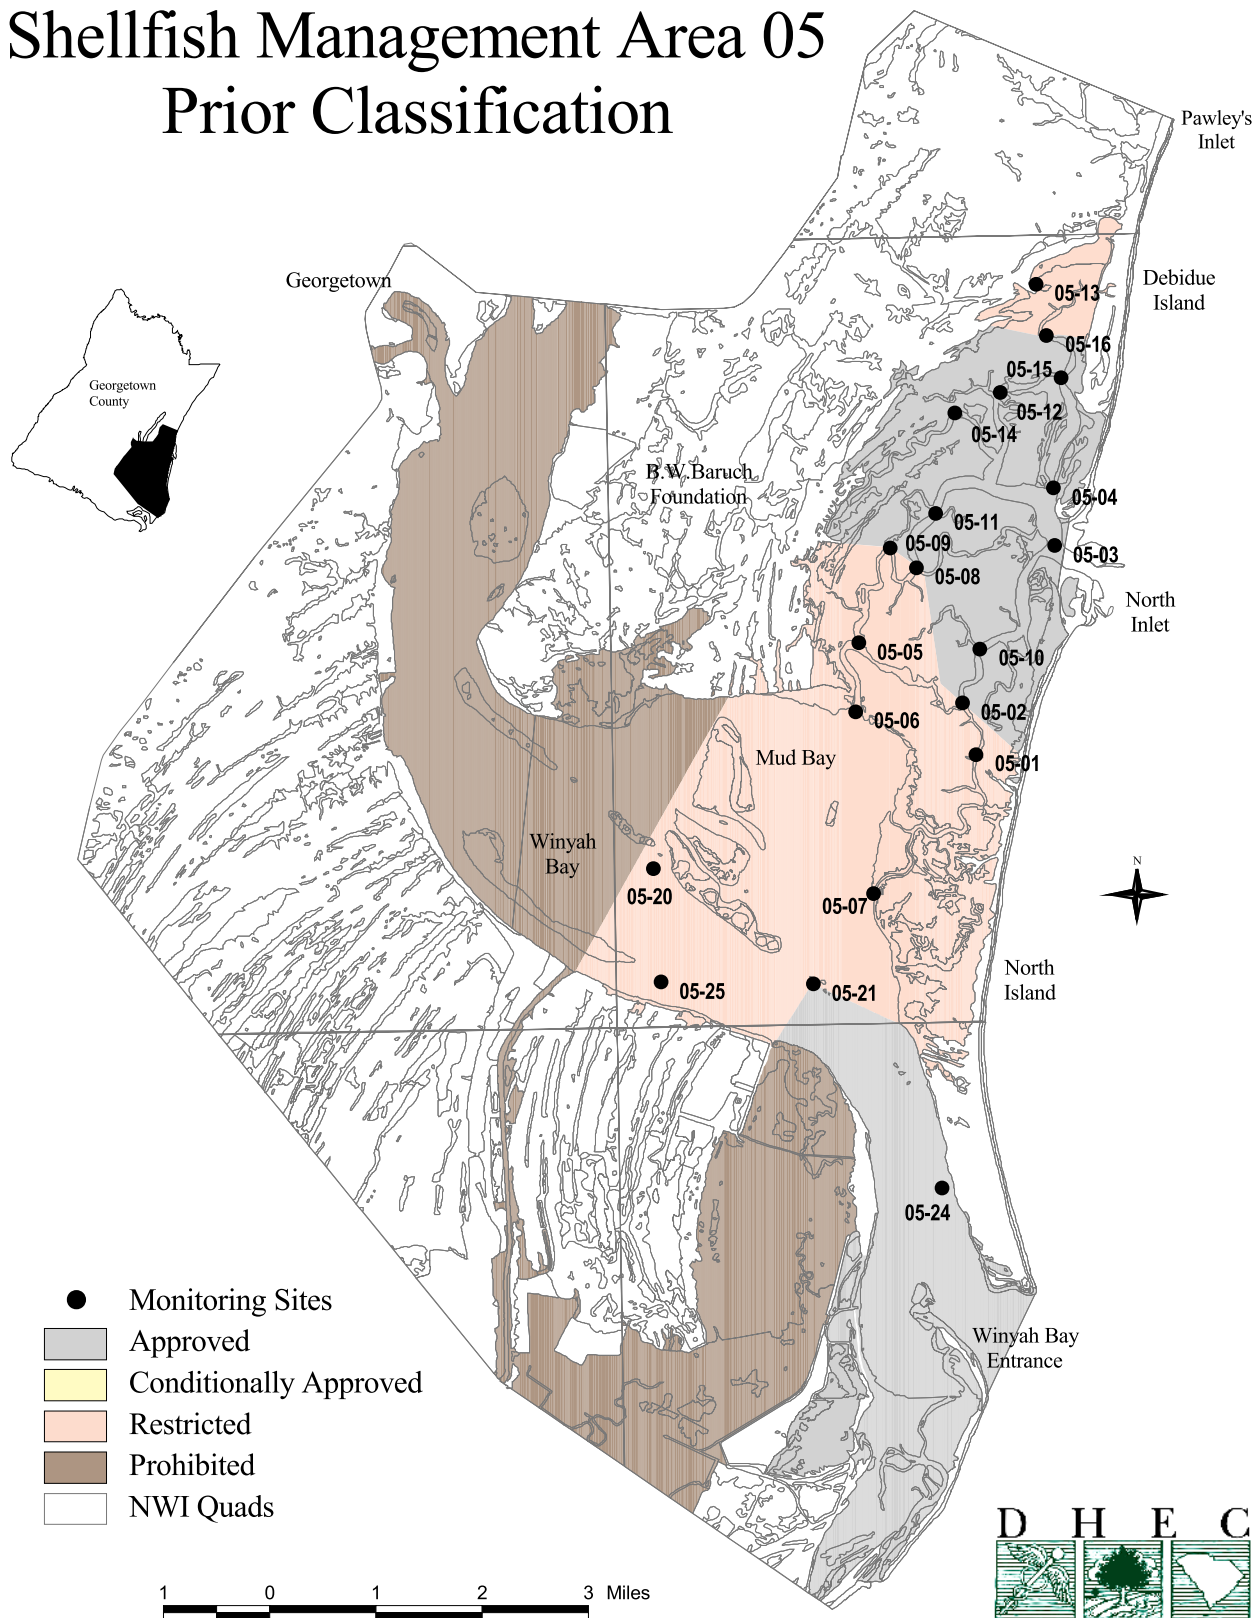 Shellfish Management Area 05
Prior Classification
Pawley's
Inlet
Georgetown
Debidue
Island
Georgetown
County
05-13
05-16
05-15
05-12
05-14
B.W.Baruch
Foundation
05-04
05-11
05-09
05-03
05-08
North
Inlet
05-05
05-10
05-06
05-02
Mud Bay
05-01
Winyah
Bay
05-20
05-07
N
North
Island
05-25
05-21
05-24
Winyah Bay
Entrance
Monitoring Sites
Approved
Conditionally Approved
Restricted
Prohibited
NWI Quads
1 0 1 2 3 Miles
D H E C